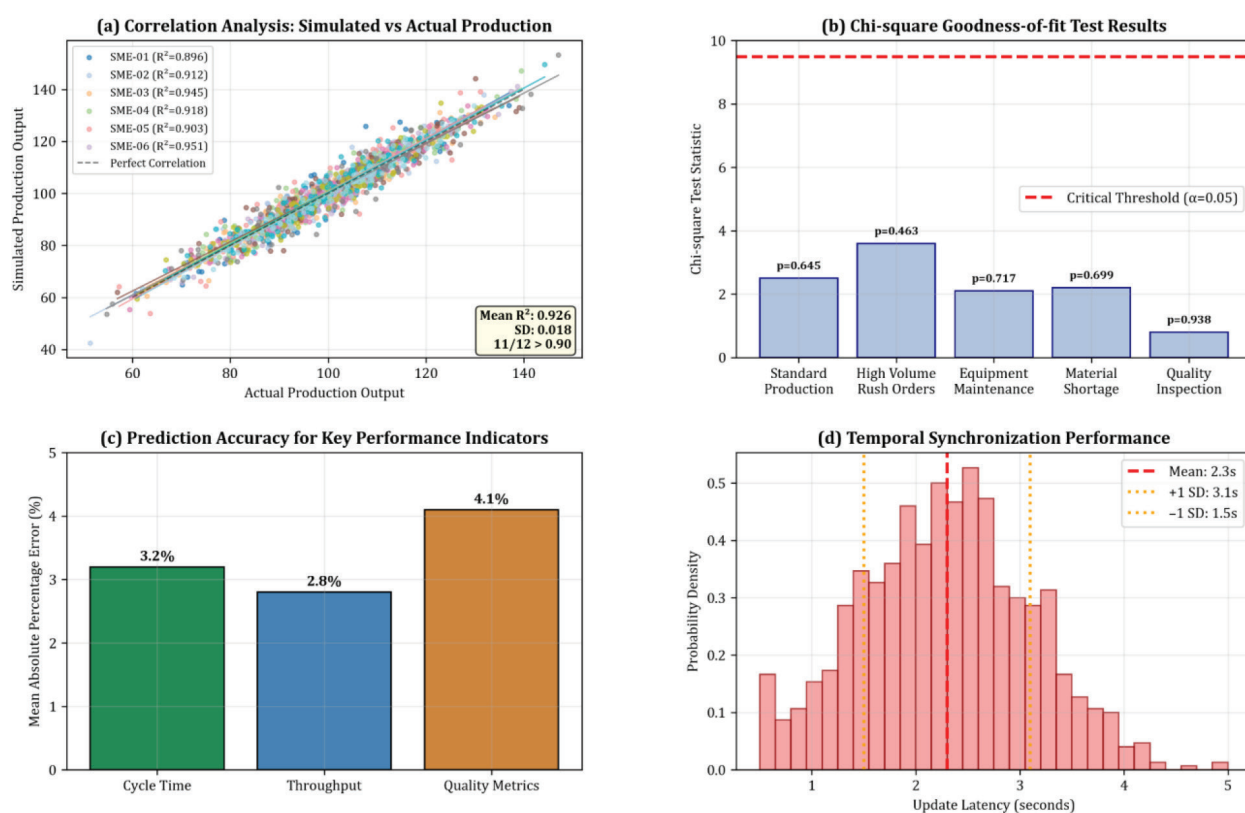 (a) Correlation Analysis: Simulated vs Actual Production
SME-01 (R²=0.896)
SME-02 (R²=0.912)
SME-03 (R²=0.945)
SME-04 (R²=0.918)
SME-05 (R²=0.903)
SME-06 (R²=0.951)
Perfect Correlation
Simulated Production Output
140
120
100
80
60
40
Mean R²: 0.926
SD: 0.018
11/12 > 0.90
60
80
100
120
140
Actual Production Output
(b) Chi-square Goodness-of-fit Test Results
Chi-square Test Statistic
10
8
6
4
2
0
Critical Threshold (α=0.05)
p=0.645
p=0.463
p=0.717
p=0.699
p=0.938
Standard
Production
High Volume
Rush Orders
Equipment
Maintenance
Material
Shortage
Quality
Inspection
(c) Prediction Accuracy for Key Performance Indicators
Mean Absolute Percentage Error (%)
5
4
3
2
1
0
3.2%
2.8%
4.1%
Cycle Time
Throughput
Quality Metrics
(d) Temporal Synchronization Performance
Mean: 2.3s
+1 SD: 3.1s
−1 SD: 1.5s
Probability Density
0.5
0.4
0.3
0.2
0.1
0.0
1
2
3
4
5
Update Latency (seconds)